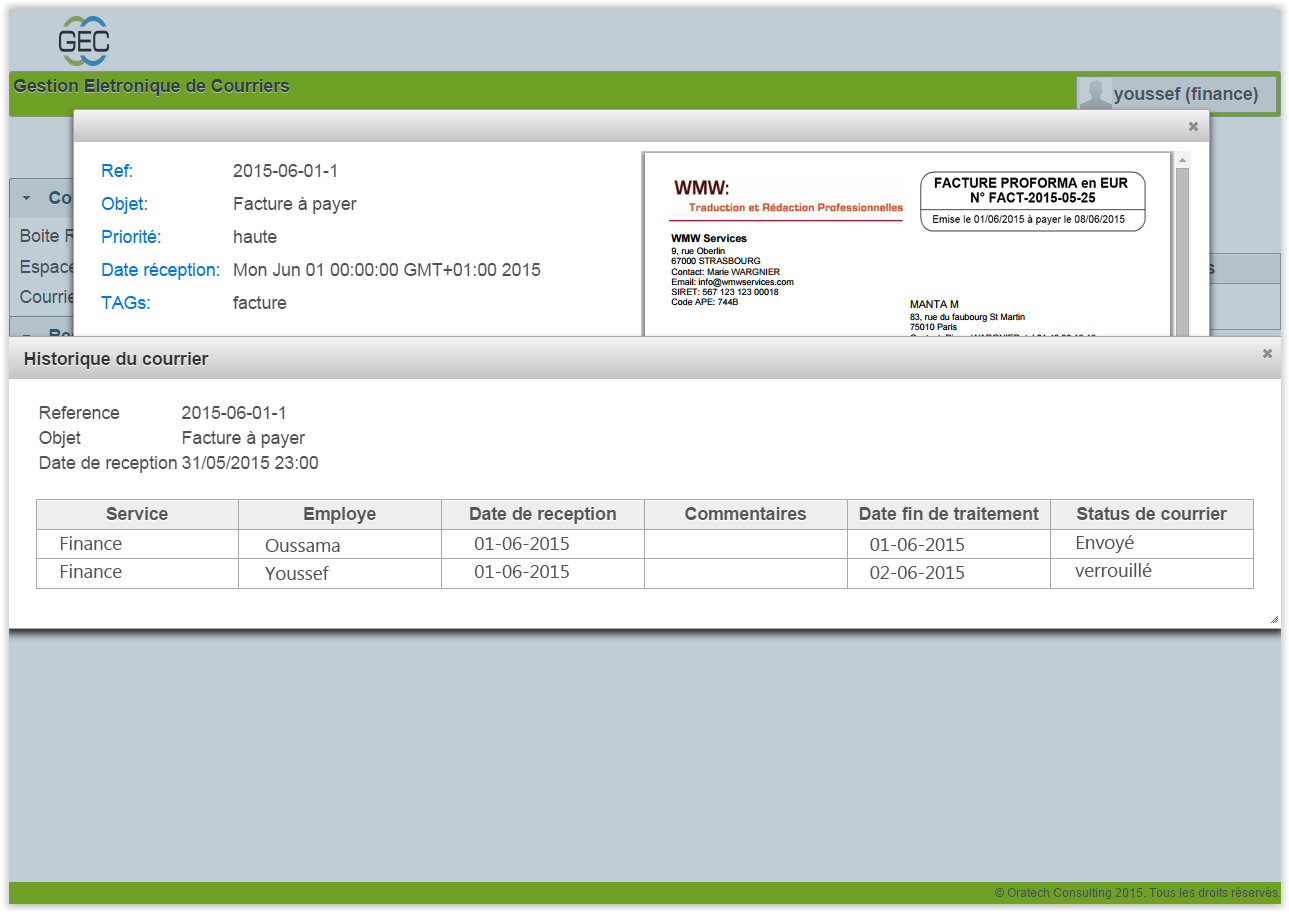 GEC
Gestion Eletronique de Courriers
youssef (finance)
Ref: 2015-06-01-1
Objet: Facture à payer
Priorité: haute
Date réception: Mon Jun 01 00:00:00 GMT+01:00 2015
TAGs: facture
Boite
Espace
WMW:
Traduction et Rédaction Professionnelles
FACTURE PROFORMA en EUR
N° FACT-2015-05-25
Emise le 01/06/2015 à payer le 08/06/2015
WMW Services
9, rue Oberlin
67000 STRASBOURG
Contact: Marie WARGNIER
Email: info@wmwservices.com
SIRET: 567 123 123 00018
Code APE: 744B
MANTA M
83, rue du faubourg St Martin
75010 Paris
Historique du courrier
Reference 2015-06-01-1
Objet Facture à payer
Date de reception 31/05/2015 23:00
Service Employe Date de reception Commentaires Date fin de traitement Status de courrier
Finance Oussama 01-06-2015 01-06-2015 Envoyé
Finance Youssef 01-06-2015 02-06-2015 verrouillé
© Oratech Consulting 2015. Tous les droits réservés.